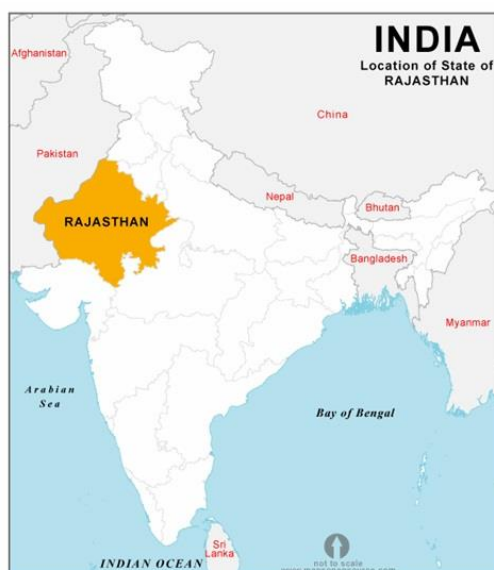 INDIA
Location of State of
RAJASTHAN
Afghanistan
China
Pakistan
Nepal
Bhutan
RAJASTHAN
Bangladesh
Myanmar
Arabian
Sea
Bay of Bengal
Sri
Lanka
INDIAN OCEAN
not to scale